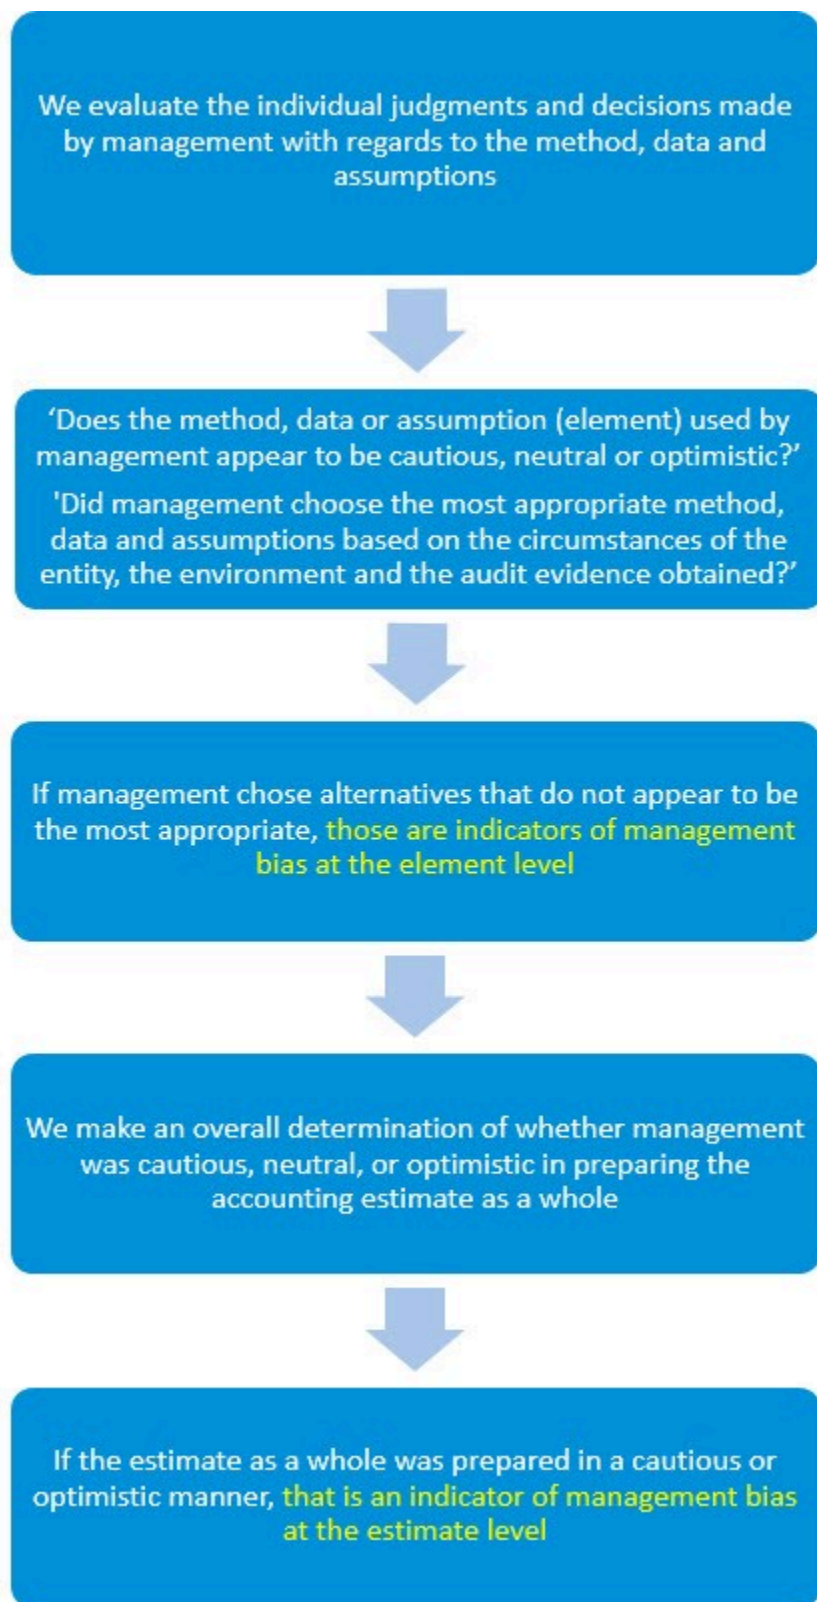 We evaluate the individual judgments and decisions made
by management with regards to the method, data and
assumptions
‘Does the method, data or assumption (element) used by
management appear to be cautious, neutral or optimistic?’
'Did management choose the most appropriate method,
data and assumptions based on the circumstances of the
entity, the environment and the audit evidence obtained?’
If management chose alternatives that do not appear to be
the most appropriate, those are indicators of management
bias at the element level
We make an overall determination of whether management
was cautious, neutral, or optimistic in preparing the
accounting estimate as a whole
If the estimate as a whole was prepared in a cautious or
optimistic manner, that is an indicator of management bias
at the estimate level